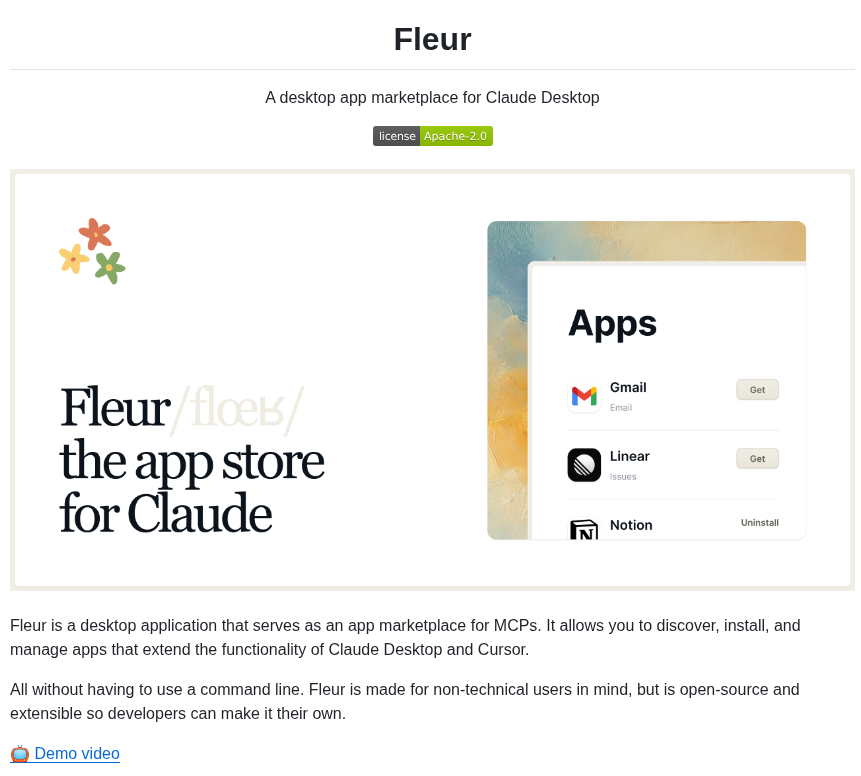 Fleur
A desktop app marketplace for Claude Desktop
license Apache-2.0
Fleur/flœʁ/
the app store
for Claude
Apps
Gmail
Email
Get
Linear
Issues
Get
Notion
Uninstall
Fleur is a desktop application that serves as an app marketplace for MCPs. It allows you to discover, install, and
manage apps that extend the functionality of Claude Desktop and Cursor.
All without having to use a command line. Fleur is made for non-technical users in mind, but is open-source and
extensible so developers can make it their own.
📺 Demo video